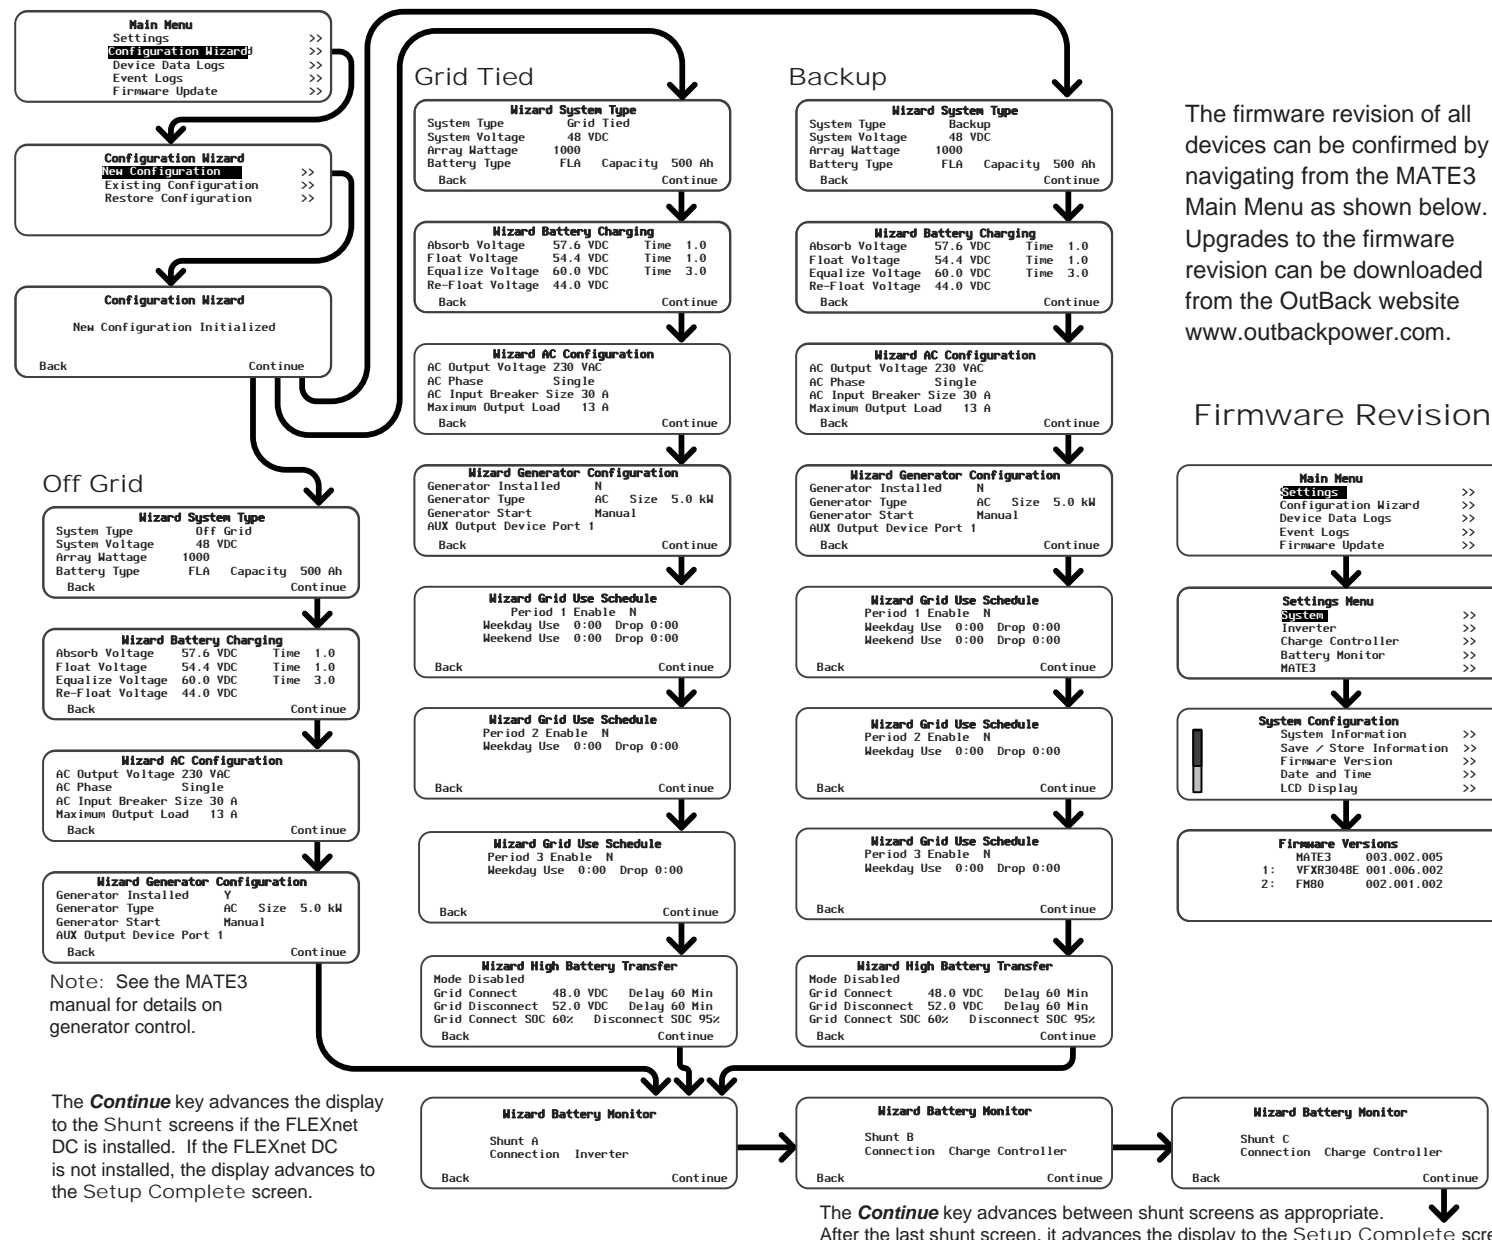 Main Menu
Settings >>
Configuration Wizard >>
Device Data Logs >>
Event Logs >>
Firmware Update >>
Configuration Wizard
New Configuration >>
Existing Configuration >>
Restore Configuration >>
Configuration Wizard
New Configuration Initialized
Back Continue
Off Grid
Wizard System Type
System Type Off Grid
System Voltage 48 VDC
Array Wattage 1000
Battery Type FLA Capacity 500 Ah
Back Continue
Wizard Battery Charging
Absorb Voltage 57.6 VDC Time 1.0
Float Voltage 54.4 VDC Time 1.0
Equalize Voltage 60.0 VDC Time 3.0
Re-Float Voltage 44.0 VDC
Back Continue
Wizard AC Configuration
AC Output Voltage 230 VAC
AC Phase Single
AC Input Breaker Size 30 A
Maximum Output Load 13 A
Back Continue
Wizard Generator Configuration
Generator Installed Y
Generator Type AC Size 5.0 kW
Generator Start Manual
AUX Output Device Port 1
Back Continue
Note: See the MATE3
manual for details on
generator control.
The Continue key advances the display
to the Shunt screens if the FLEXnet
DC is installed. If the FLEXnet DC
is not installed, the display advances to
the Setup Complete screen.
Grid Tied
Wizard System Type
System Type Grid Tied
System Voltage 48 VDC
Array Wattage 1000
Battery Type FLA Capacity 500 Ah
Back Continue
Wizard Battery Charging
Absorb Voltage 57.6 VDC Time 1.0
Float Voltage 54.4 VDC Time 1.0
Equalize Voltage 60.0 VDC Time 3.0
Re-Float Voltage 44.0 VDC
Back Continue
Wizard AC Configuration
AC Output Voltage 230 VAC
AC Phase Single
AC Input Breaker Size 30 A
Maximum Output Load 13 A
Back Continue
Wizard Generator Configuration
Generator Installed N
Generator Type AC Size 5.0 kW
Generator Start Manual
AUX Output Device Port 1
Back Continue
Wizard Grid Use Schedule
Period 1 Enable N
Weekday Use 0:00 Drop 0:00
Weekend Use 0:00 Drop 0:00
Back Continue
Wizard Grid Use Schedule
Period 2 Enable N
Weekday Use 0:00 Drop 0:00
Back Continue
Wizard Grid Use Schedule
Period 3 Enable N
Weekday Use 0:00 Drop 0:00
Back Continue
Wizard High Battery Transfer
Mode Disabled
Grid Connect 48.0 VDC Delay 60 Min
Grid Disconnect 52.0 VDC Delay 60 Min
Grid Connect SOC 60% Disconnect SOC 95%
Back Continue
Backup
Wizard System Type
System Type Backup
System Voltage 48 VDC
Array Wattage 1000
Battery Type FLA Capacity 500 Ah
Back Continue
Wizard Battery Charging
Absorb Voltage 57.6 VDC Time 1.0
Float Voltage 54.4 VDC Time 1.0
Equalize Voltage 60.0 VDC Time 3.0
Re-Float Voltage 44.0 VDC
Back Continue
Wizard AC Configuration
AC Output Voltage 230 VAC
AC Phase Single
AC Input Breaker Size 30 A
Maximum Output Load 13 A
Back Continue
Wizard Generator Configuration
Generator Installed N
Generator Type AC Size 5.0 kW
Generator Start Manual
AUX Output Device Port 1
Back Continue
Wizard Grid Use Schedule
Period 1 Enable N
Weekday Use 0:00 Drop 0:00
Weekend Use 0:00 Drop 0:00
Back Continue
Wizard Grid Use Schedule
Period 2 Enable N
Weekday Use 0:00 Drop 0:00
Back Continue
Wizard Grid Use Schedule
Period 3 Enable N
Weekday Use 0:00 Drop 0:00
Back Continue
Wizard High Battery Transfer
Mode Disabled
Grid Connect 48.0 VDC Delay 60 Min
Grid Disconnect 52.0 VDC Delay 60 Min
Grid Connect SOC 60% Disconnect SOC 95%
Back Continue
The firmware revision of all
devices can be confirmed by
navigating from the MATE3
Main Menu as shown below.
Upgrades to the firmware
revision can be downloaded
from the OutBack website
www.outbackpower.com.
Firmware Revision
Main Menu
Settings >>
Configuration Wizard >>
Device Data Logs >>
Event Logs >>
Firmware Update >>
Settings Menu
System >>
Inverter >>
Charge Controller >>
Battery Monitor >>
MATE3 >>
System Configuration
System Information >>
Save / Store Information >>
Firmware Version >>
Date and Time >>
LCD Display >>
Firmware Versions
MATE3 003.002.005
1: VFXR3048E 001.006.002
2: FM80 002.001.002
Wizard Battery Monitor
Shunt A
Connection Inverter
Back Continue
Wizard Battery Monitor
Shunt B
Connection Charge Controller
Back Continue
Wizard Battery Monitor
Shunt C
Connection Charge Controller
Back Continue
The Continue key advances between shunt screens as appropriate.
After the last shunt screen, it advances the display to the Setup Complete scre